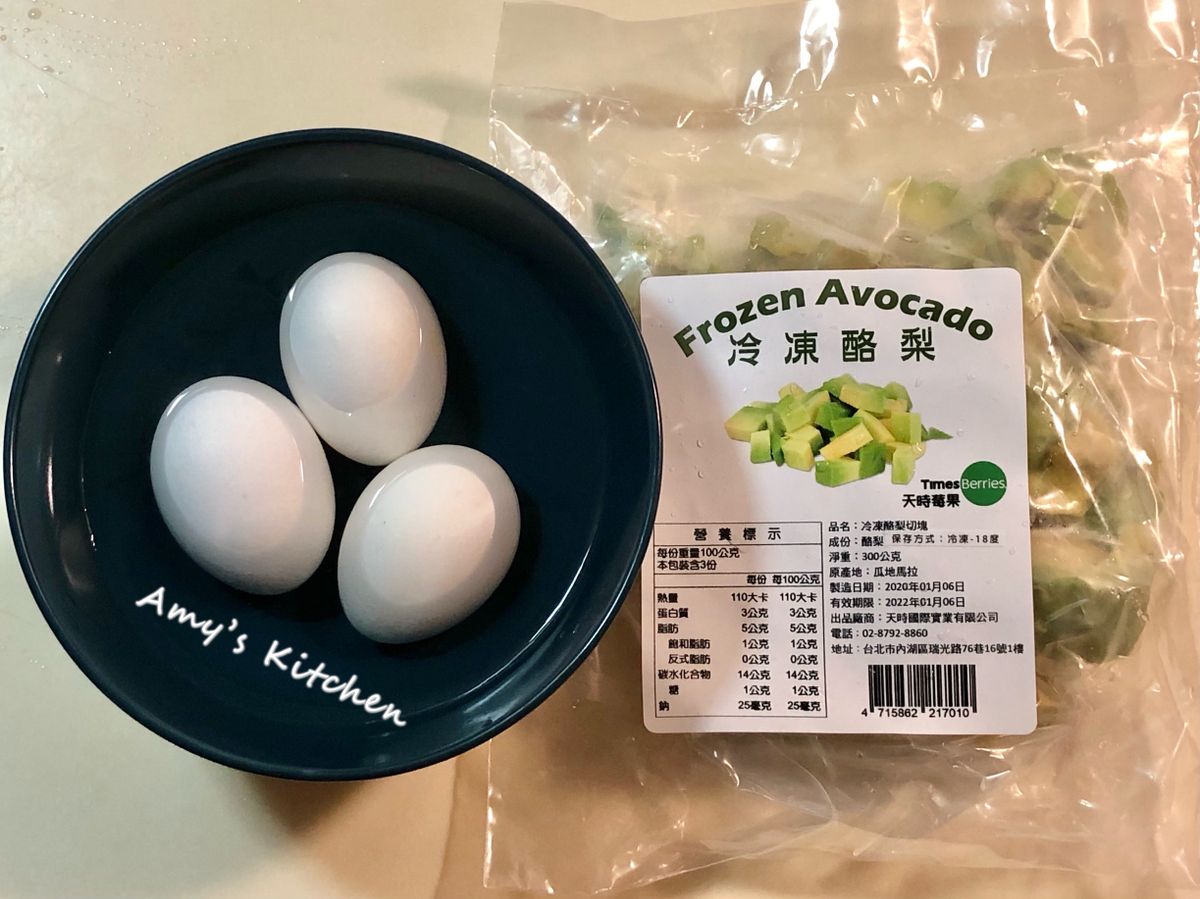 Amy's Kitchen
Frozen Avocado
冷凍酪梨
TimesBerries
天時莓果
營養標示
每份重量100公克
本包裝含3份
每份 每100公克
熱量 110大卡 110大卡
蛋白質 3公克 3公克
脂肪 5公克 5公克
飽和脂肪 1公克 1公克
反式脂肪 0公克 0公克
碳水化合物 14公克 14公克
糖 1公克 1公克
鈉 25毫克 25毫克
品名：冷凍酪梨切塊
成份：酪梨 保存方式：冷凍-18度
淨重：300公克
原產地：瓜地馬拉
製造日期：2020年01月06日
有效期限：2022年01月06日
出品廠商：天時國際實業有限公司
電話：02-8792-8860
地址：台北市內湖區瑞光路76巷16號1樓
4 715862 217010